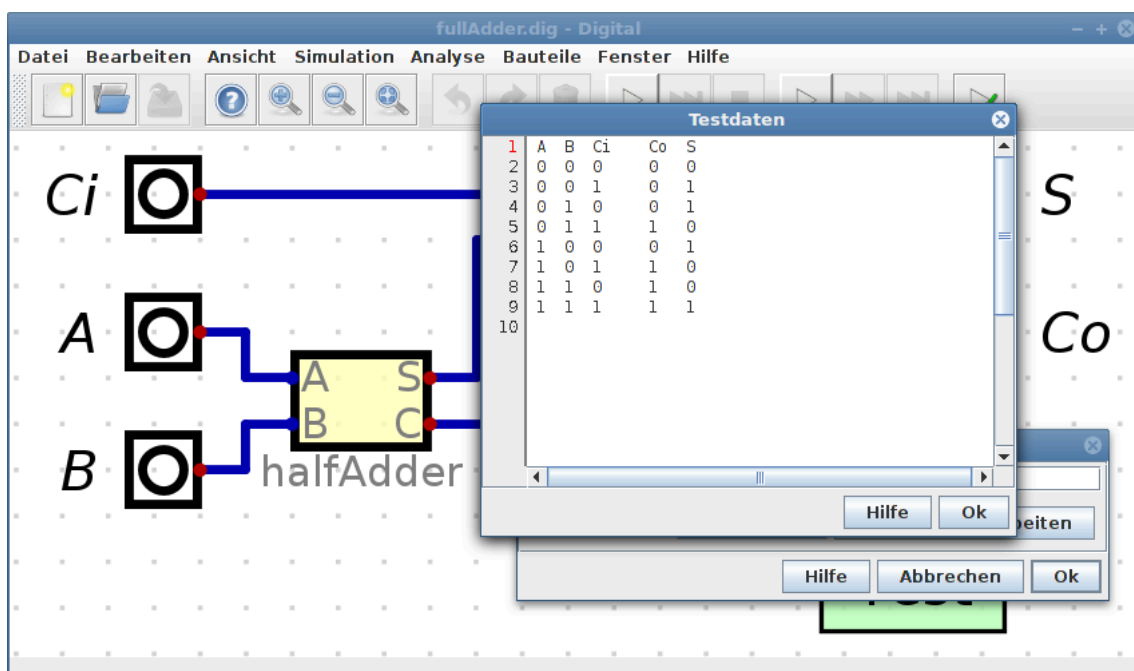 fullAdder.dig - Digital
Datei Bearbeiten Ansicht Simulation Analyse Bauteile Fenster Hilfe
Testdaten
1 A B Ci Co S
2 0 0 0 0 0
3 0 0 1 0 1
4 0 1 0 0 1
5 0 1 1 1 0
6 1 0 0 0 1
7 1 0 1 1 0
8 1 1 0 1 0
9 1 1 1 1 1
10
Ci
S
A
Co
A S
B C
B
halfAdder
Hilfe Ok
eiten
Hilfe Abbrechen Ok
Test